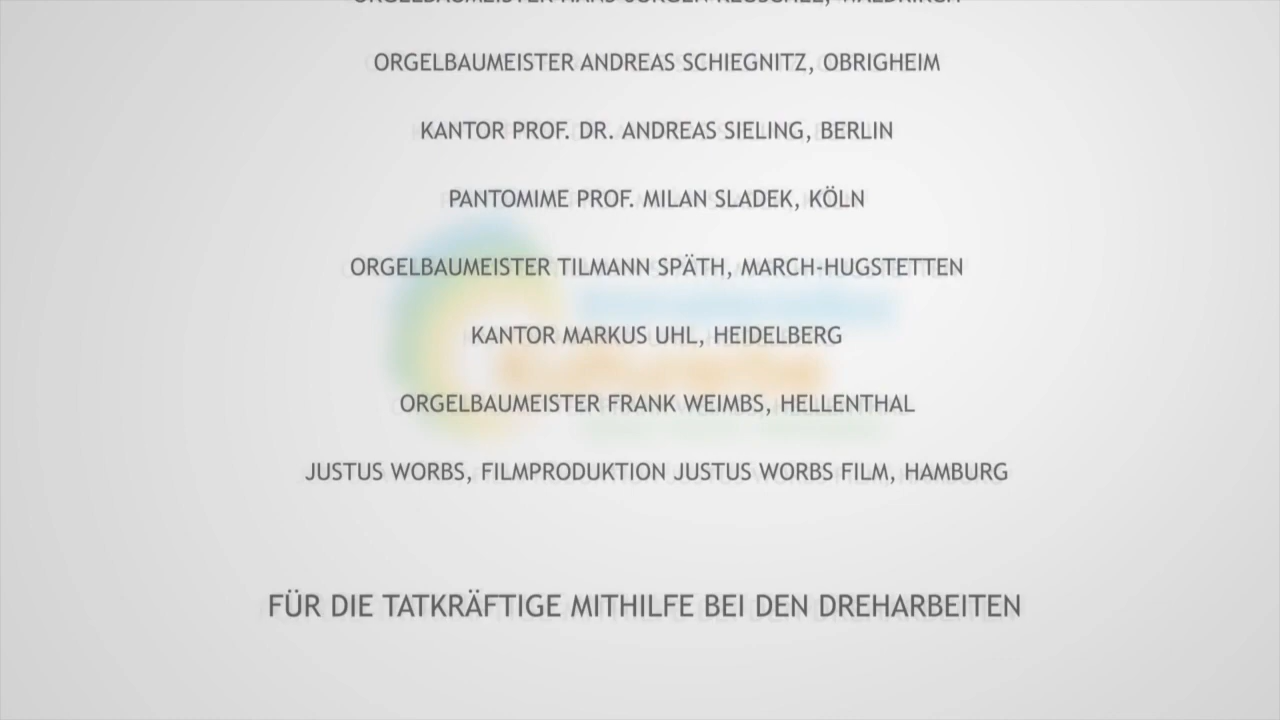 ORGELBAUMEISTER ANDREAS SCHIEGNITZ, OBRIGHEIM
KANTOR PROF. DR. ANDREAS SIELING, BERLIN
PANTOMIME PROF. MILAN SLADEK, KÖLN
ORGELBAUMEISTER TILMANN SPÄTH, MARCH-HUGSTETTEN
KANTOR MARKUS UHL, HEIDELBERG
ORGELBAUMEISTER FRANK WEIMBS, HELLENTHAL
JUSTUS WORBS, FILMPRODUKTION JUSTUS WORBS FILM, HAMBURG
FÜR DIE TATKRÄFTIGE MITHILFE BEI DEN DREHARBEITEN